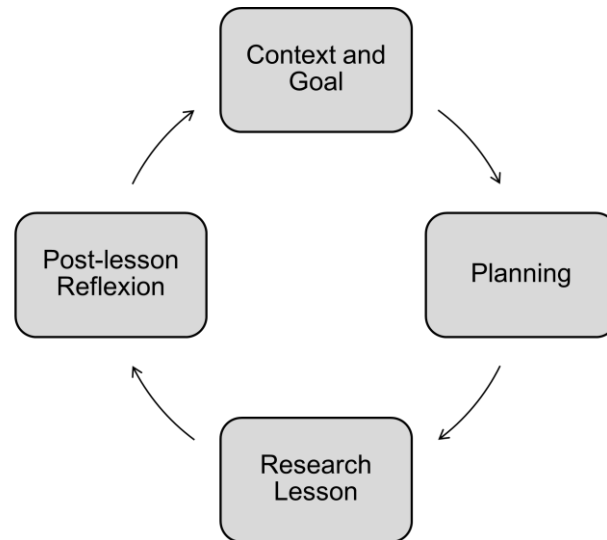 Context and
Goal
Planning
Research
Lesson
Post-lesson
Reflexion